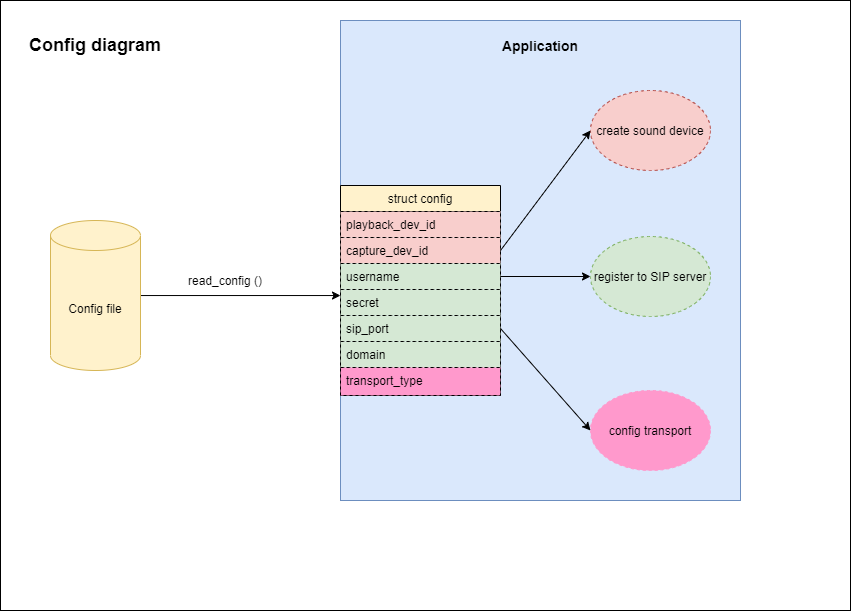 Config diagram
Application
create sound device
struct config
playback_dev_id
capture_dev_id
username
secret
sip_port
domain
transport_type
read_config ()
Config file
register to SIP server
config transport